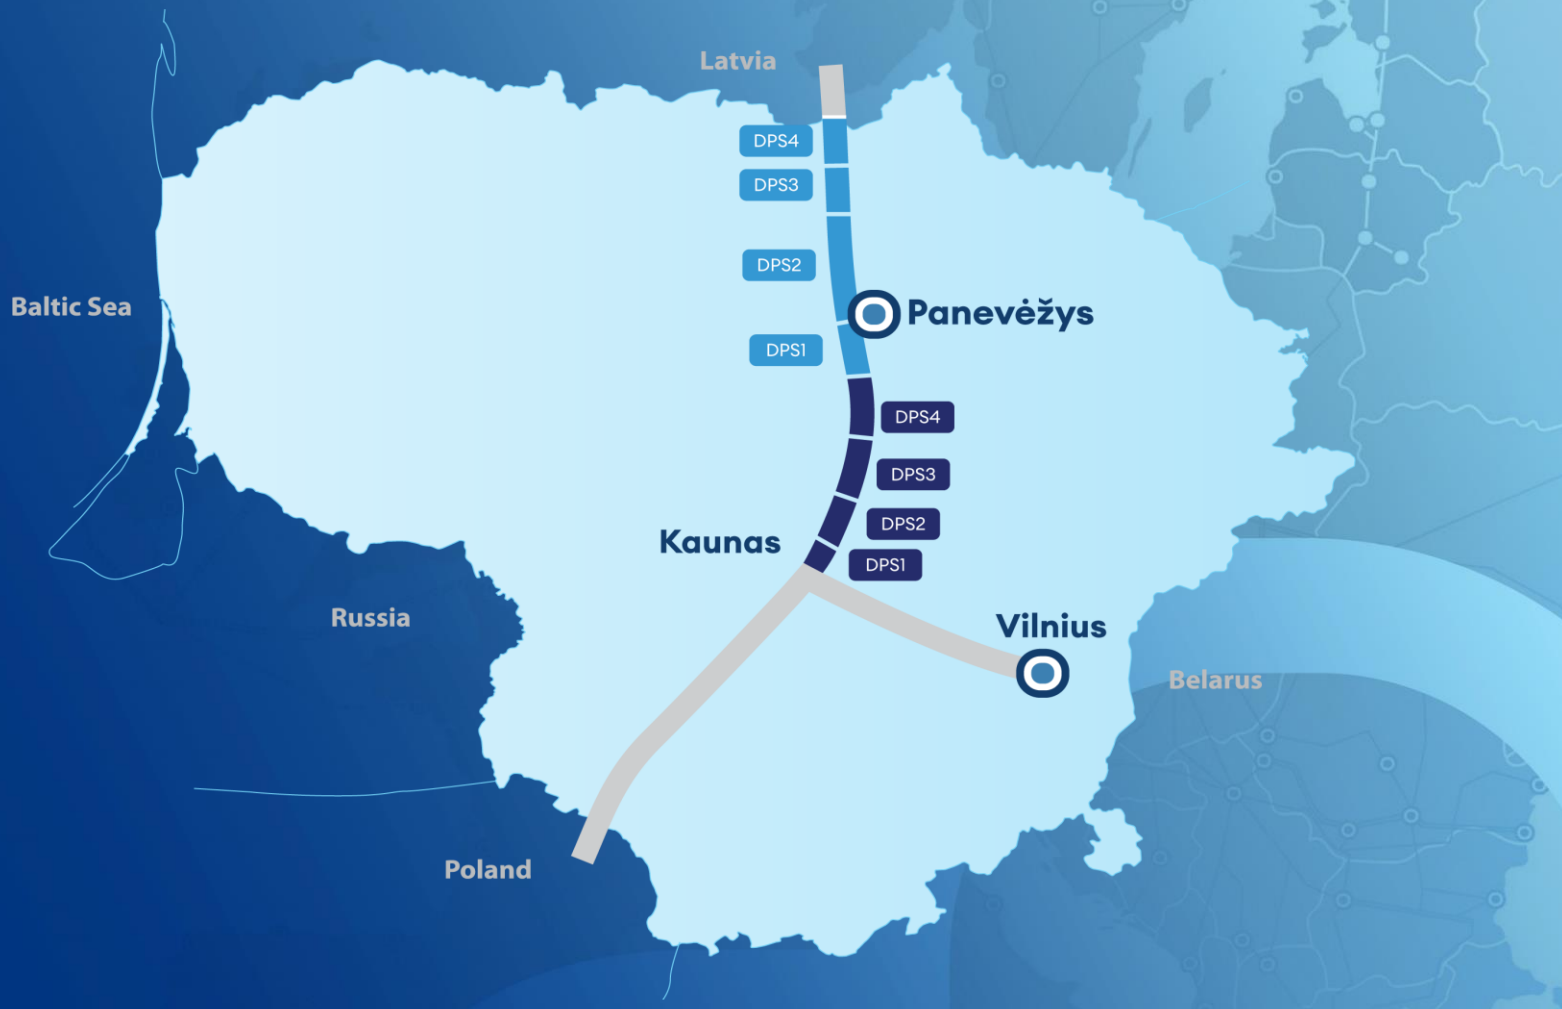 Latvia
DPS4
DPS3
DPS2
Baltic Sea
Panevėžys
DPS1
DPS4
DPS3
DPS2
Kaunas
DPS1
Russia
Vilnius
Belarus
Poland